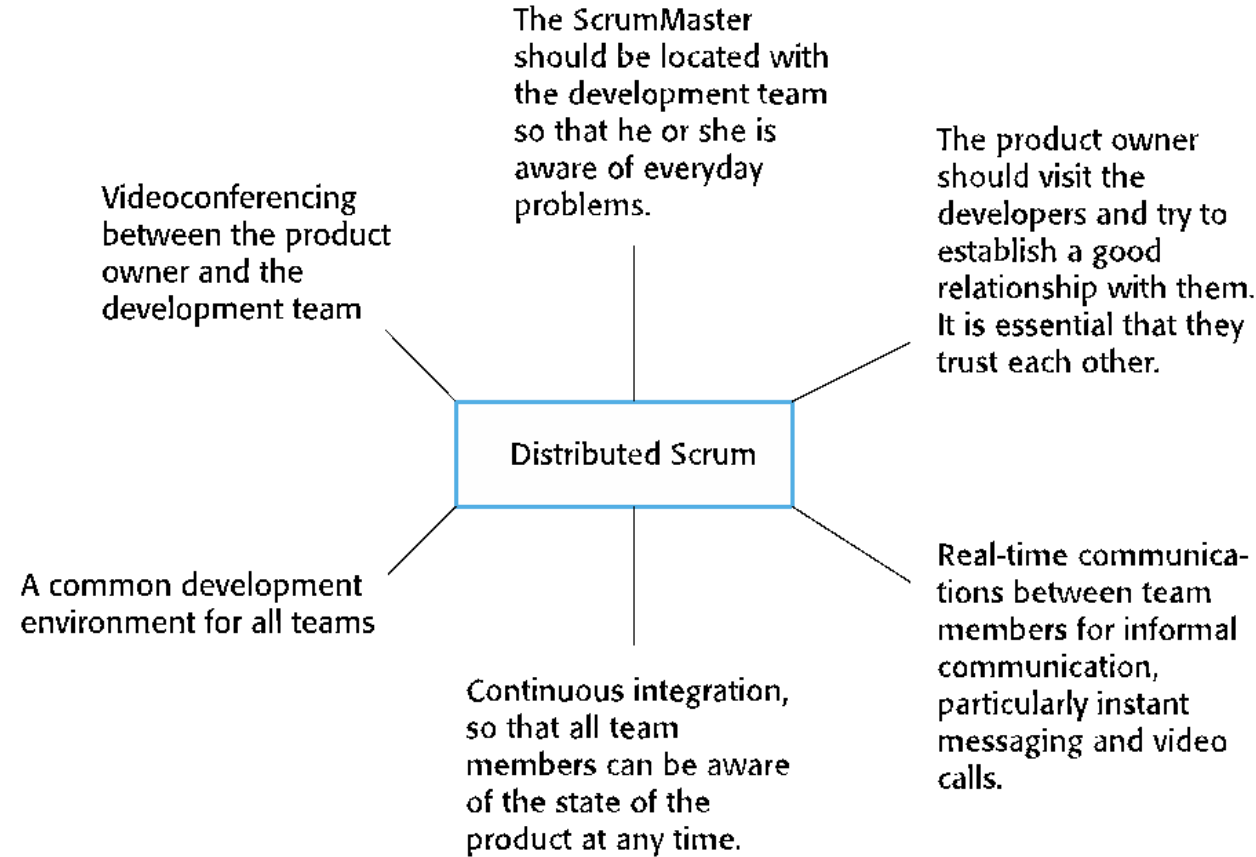 The ScrumMaster
should be located with
the development team
so that he or she is
aware of everyday
problems.
The product owner
should visit the
developers and try to
establish a good
relationship with them.
It is essential that they
trust each other.
Videoconferencing
between the product
owner and the
development team
Distributed Scrum
A common development
environment for all teams
Continuous integration,
so that all team
members can be aware
of the state of the
product at any time.
Real-time communica-
tions between team
members for informal
communication,
particularly instant
messaging and video
calls.